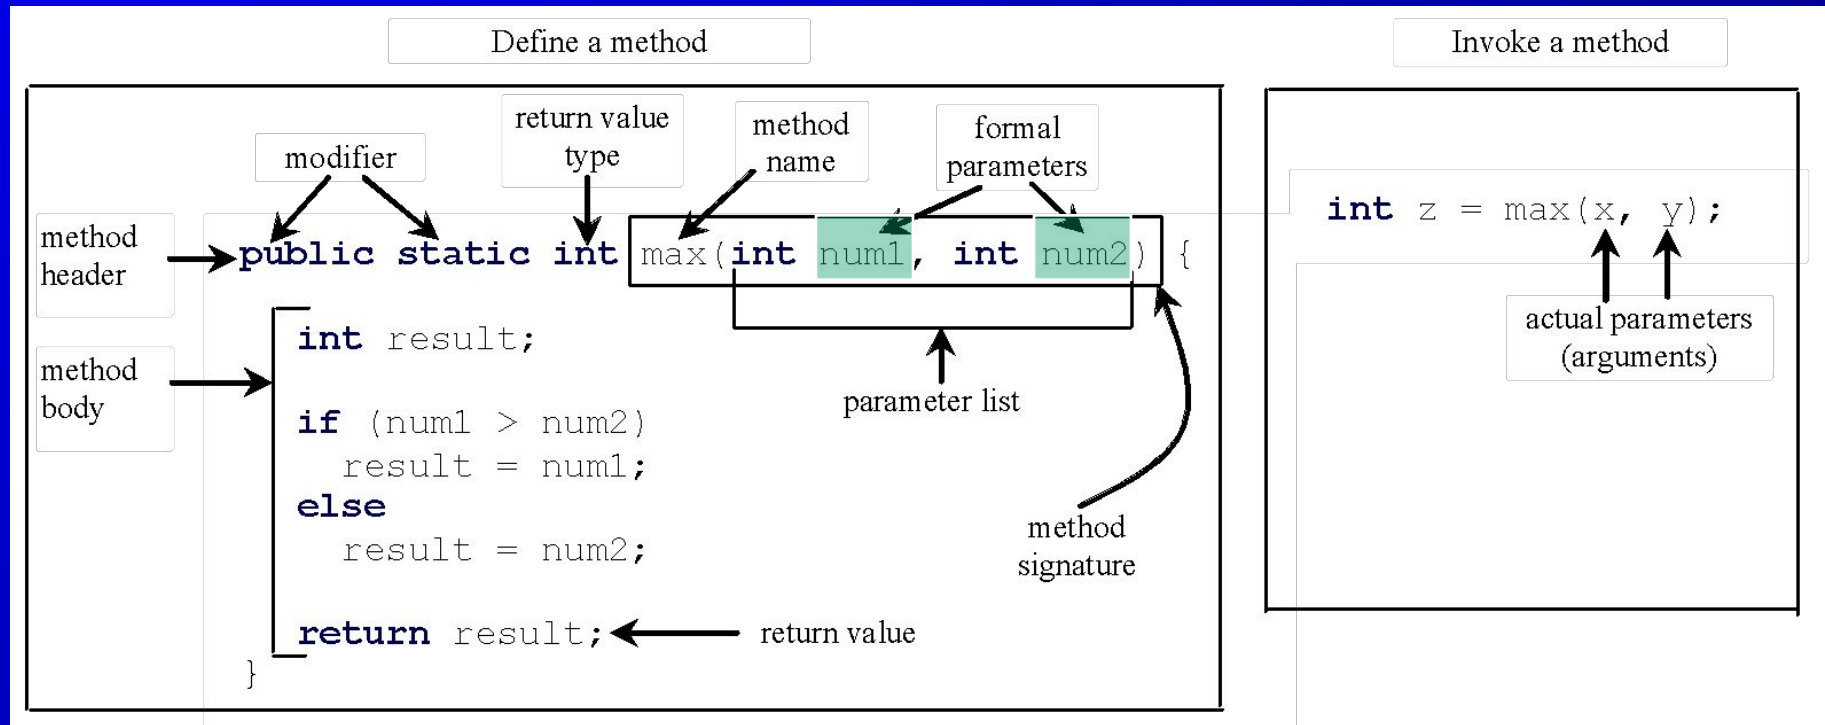 Define a method
Invoke a method
modifier
return value
type
method
name
formal
parameters
method
header
public static int max(int num1, int num2) {
int z = max(x, y);
actual parameters
(arguments)
method
body
int result;
if (num1 > num2)
result = num1;
else
result = num2;
return result;
}
parameter list
method
signature
return value